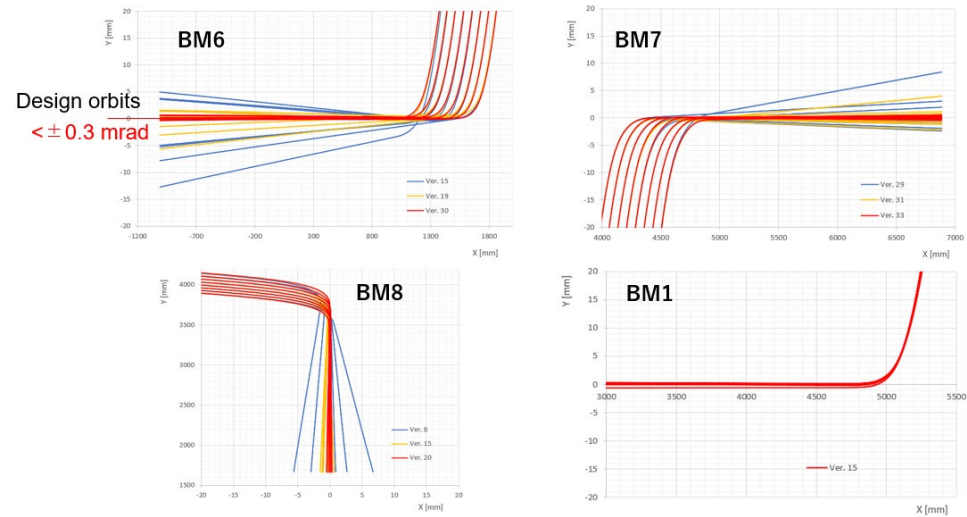 BM6
Y [mm]
20
15
10
5
0
-5
-10
-15
-20
-1200
-700
-200
300
800
1300
1800
X [mm]
Ver. 15
Ver. 19
Ver. 30
Design orbits
<±0.3 mrad
BM7
Y [mm]
20
15
10
5
0
-5
-10
-15
-20
4000
4500
5000
5500
6000
6500
7000
X [mm]
Ver. 29
Ver. 31
Ver. 33
BM8
Y [mm]
4000
3500
3000
2500
2000
1500
-20
-15
-10
-5
0
5
10
15
20
X [mm]
Ver. 8
Ver. 15
Ver. 20
BM1
Y [mm]
20
15
10
5
0
-5
-10
-15
-20
3000
3500
4000
4500
5000
5500
X [mm]
Ver. 15